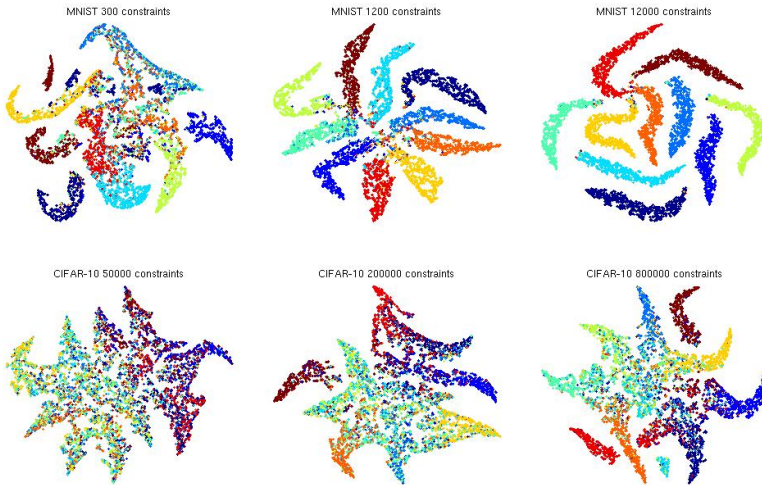 MNIST 300 constraints
MNIST 1200 constraints
MNIST 12000 constraints
CIFAR-10 50000 constraints
CIFAR-10 200000 constraints
CIFAR-10 800000 constraints